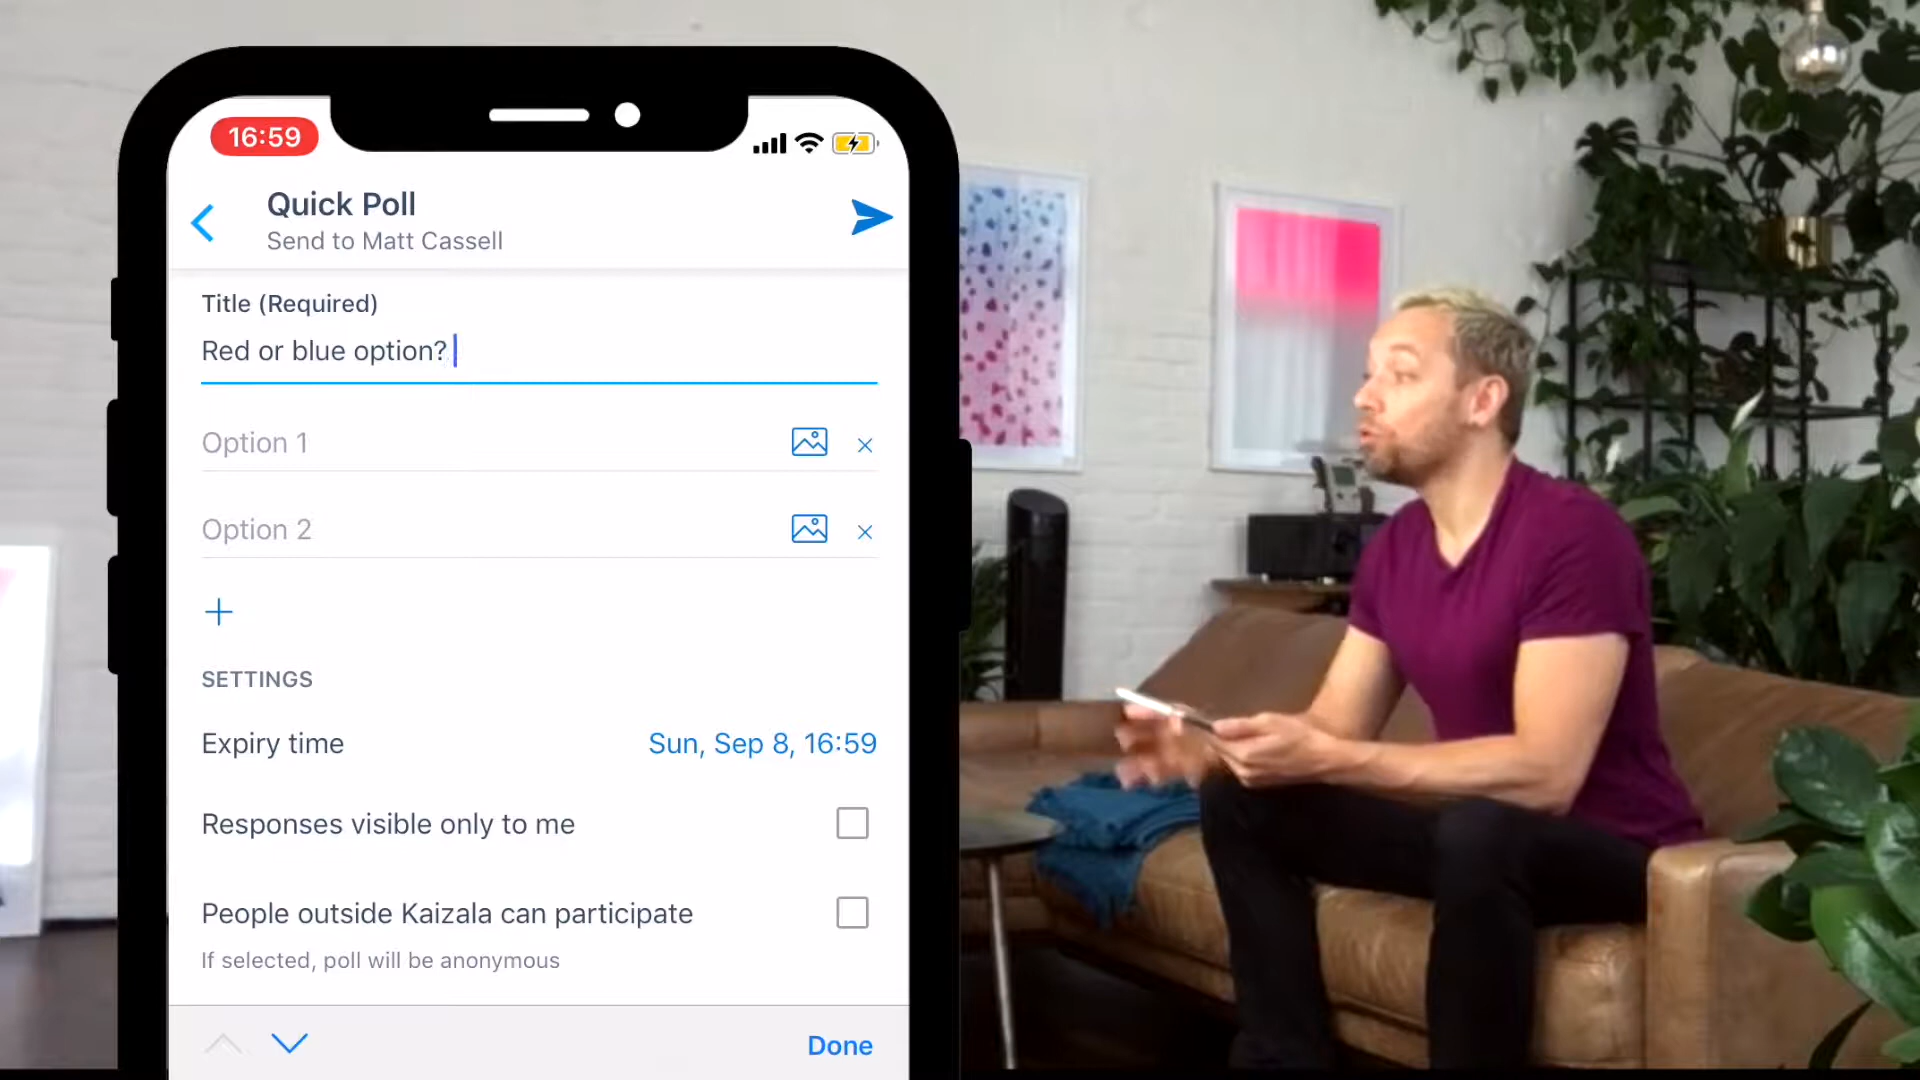 16:59
Quick Poll
Send to Matt Cassell
Title (Required)
Red or blue option?
Option 1
Option 2
SETTINGS
Expiry time Sun, Sep 8, 16:59
Responses visible only to me
People outside Kaizala can participate
If selected, poll will be anonymous
Done